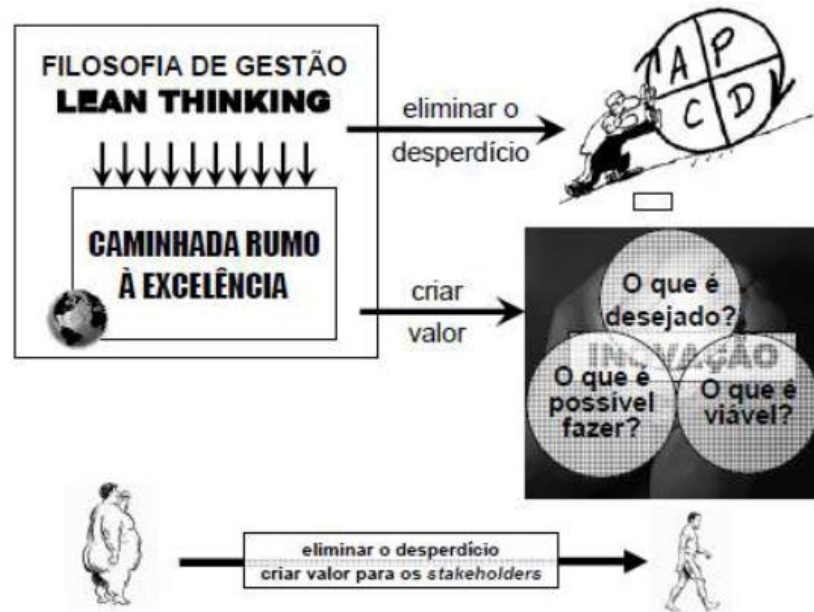 FILOSOFIA DE GESTÃO
LEAN THINKING
CAMINHADA RUMO
À EXCELÊNCIA
eliminar o
desperdício
A P
C D
criar
valor
O que é
desejado?
INOVAÇÃO
O que é
possível
fazer?
O que é
viável?
eliminar o desperdício
criar valor para os stakeholders